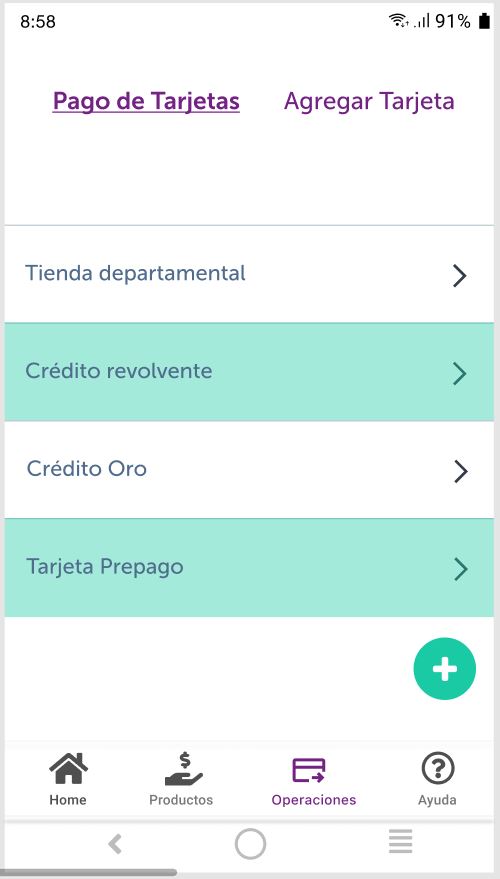 8:58 91%
Pago de Tarjetas Agregar Tarjeta
Tienda departamental
Crédito revolvente
Crédito Oro
Tarjeta Prepago
Home Productos Operaciones Ayuda